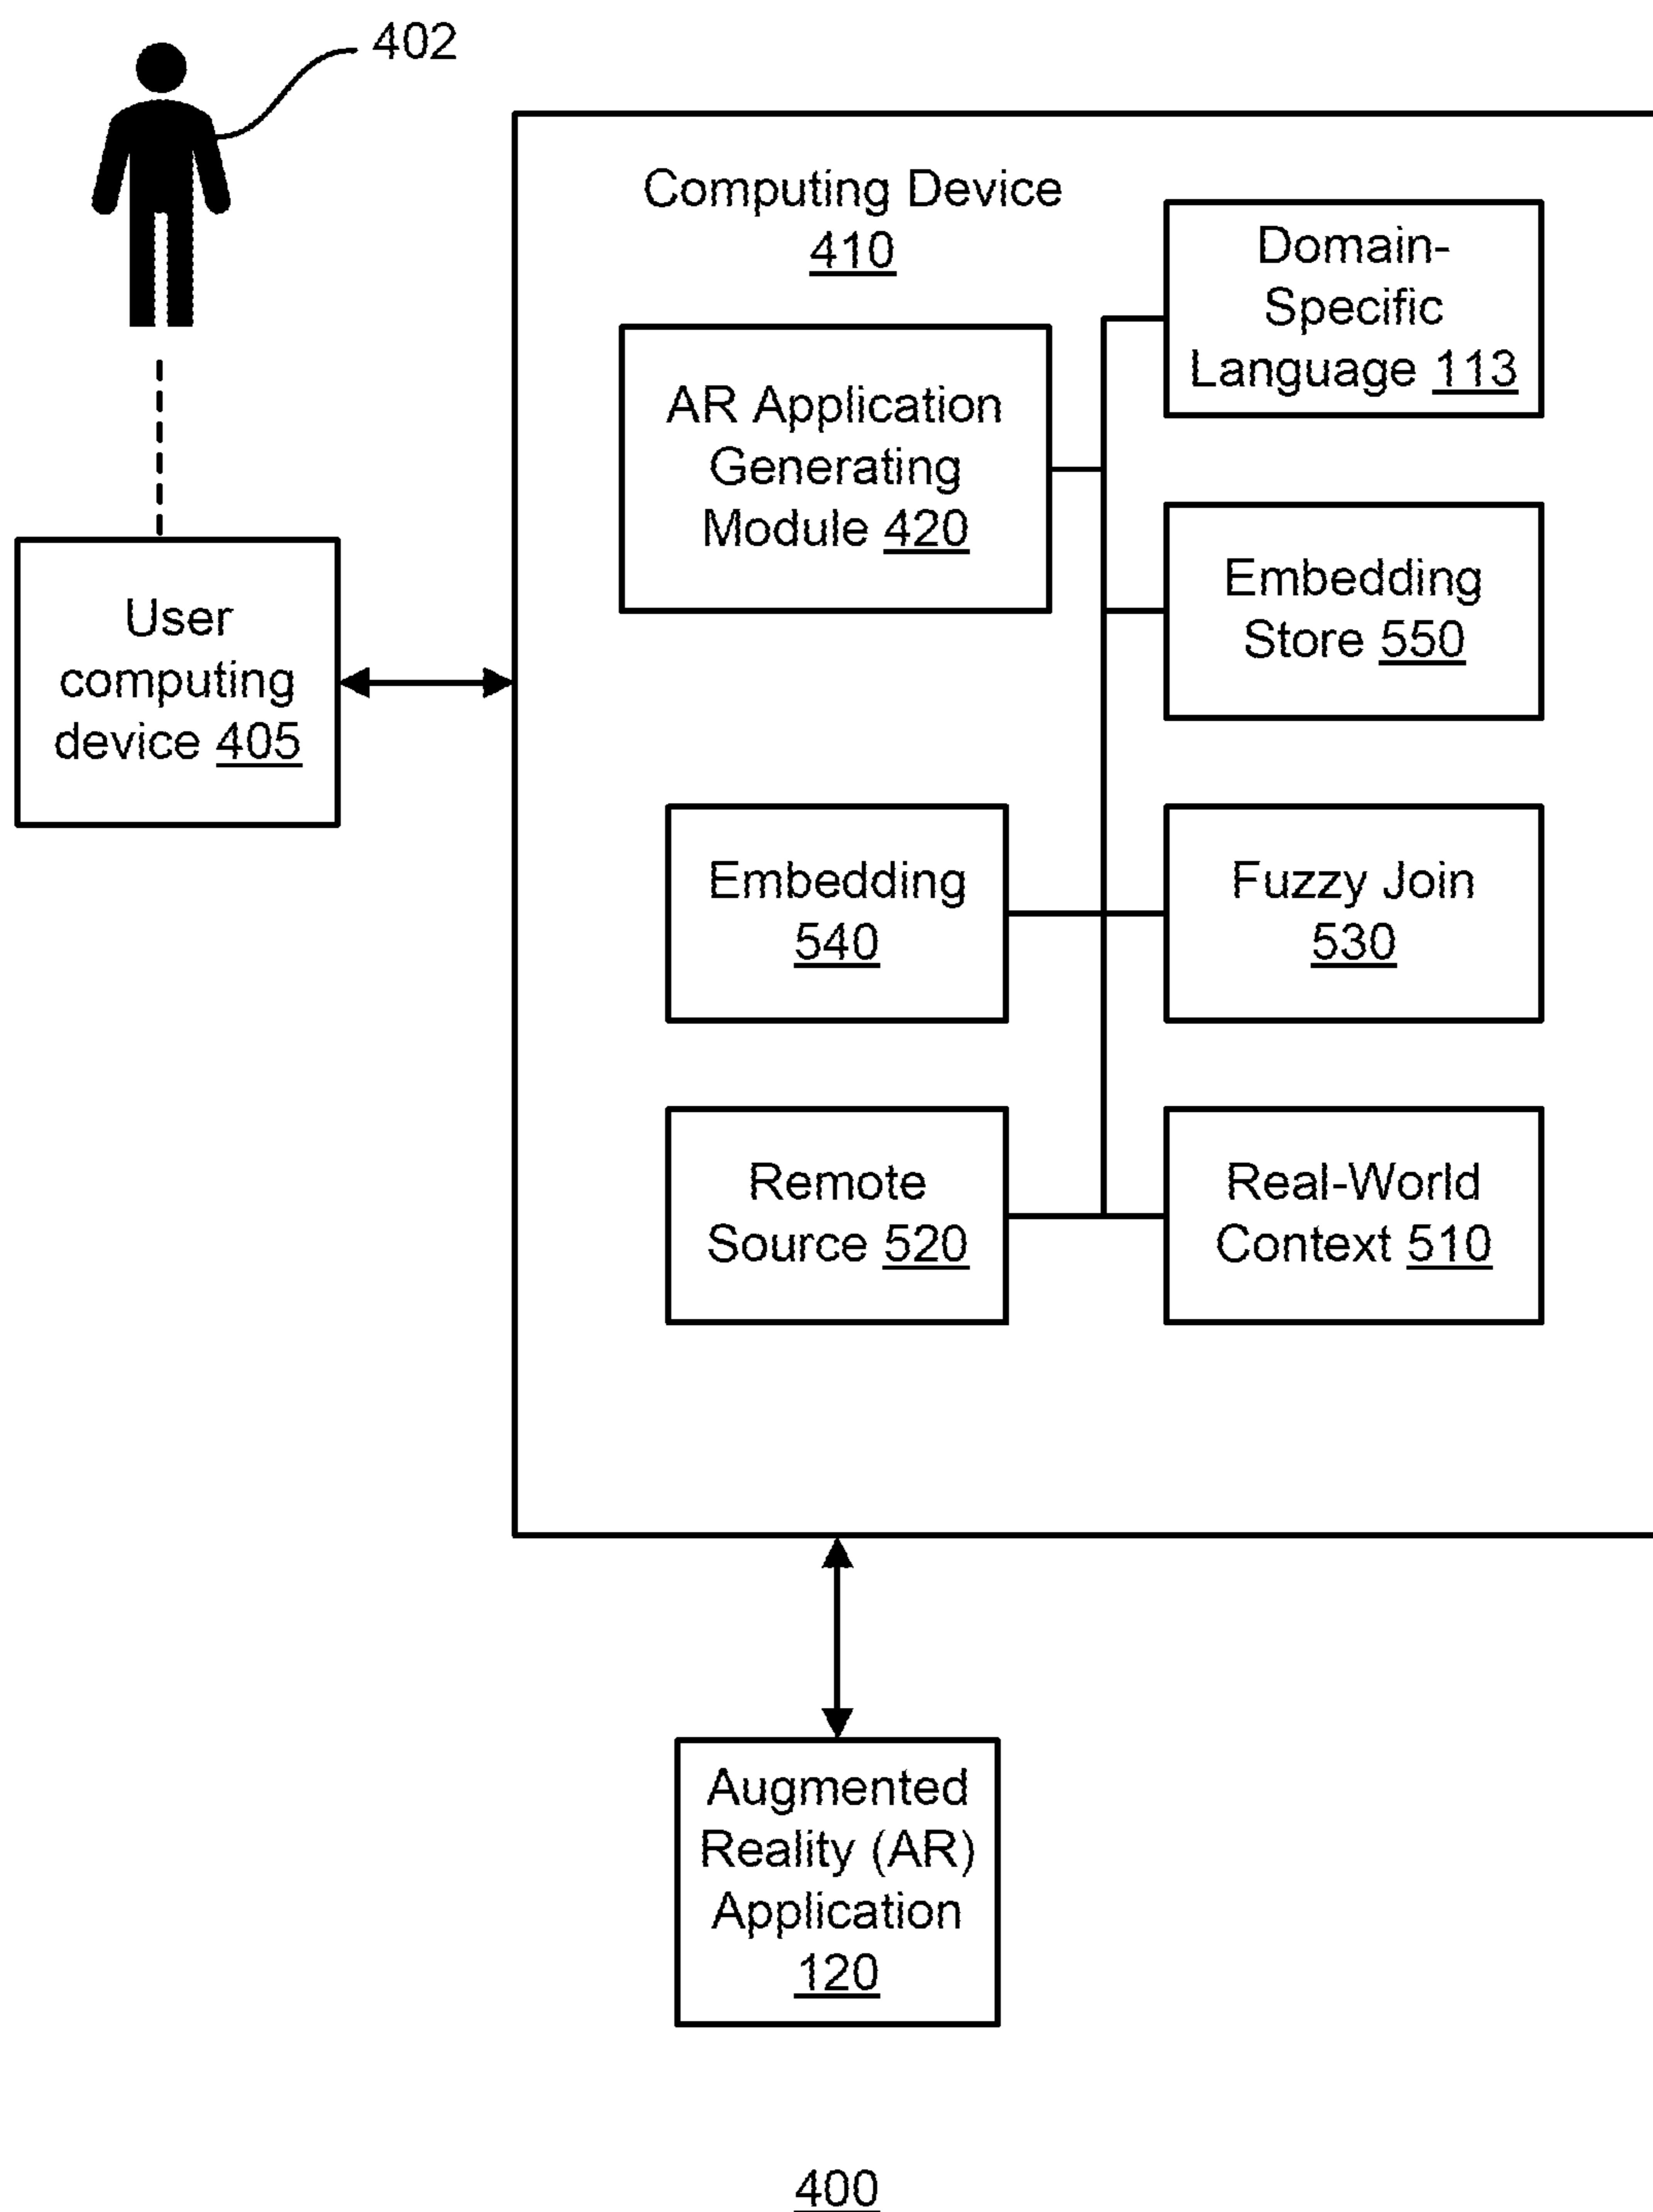 402
Computing Device
410
Domain-
Specific
Language 113
AR Application
Generating
Module 420
Embedding
Store 550
User
computing
device 405
Embedding
540
Fuzzy Join
530
Remote
Source 520
Real-World
Context 510
Augmented
Reality (AR)
Application
120
400